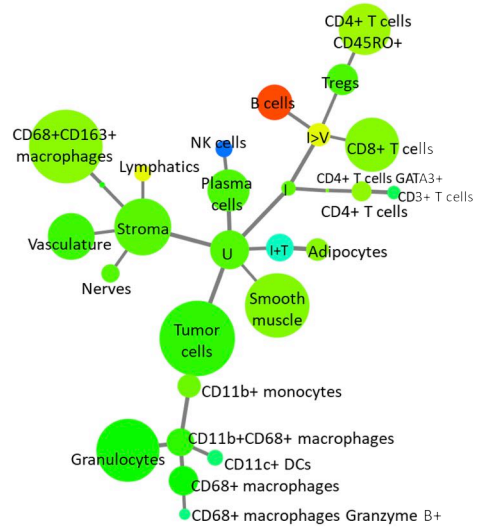 CD4+ T cells
CD45RO+
Tregs
B cells
I>V
CD8+ T cells
CD68+CD163+
macrophages
NK cells
Lymphatics
Plasma
cells
I
CD4+ T cells GATA3+
CD3+ T cells
CD4+ T cells
Stroma
Vasculature
U
I+T
Adipocytes
Nerves
Smooth
muscle
Tumor
cells
CD11b+ monocytes
CD11b+CD68+ macrophages
Granulocytes
CD11c+ DCs
CD68+ macrophages
CD68+ macrophages Granzyme B+